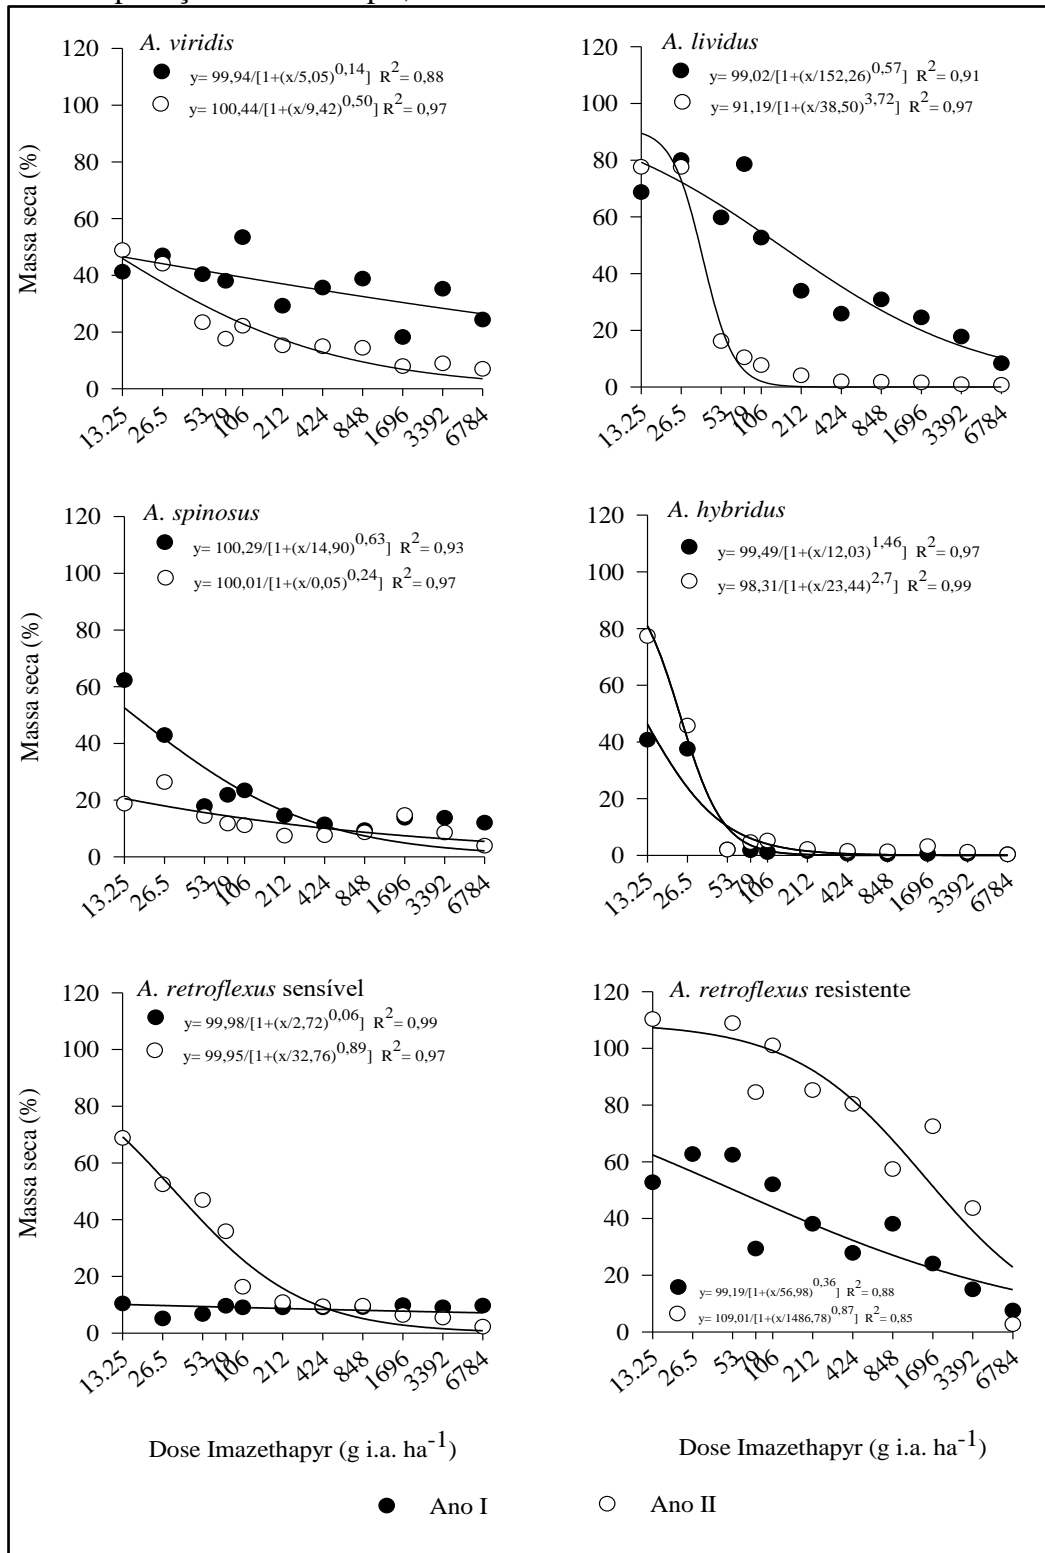 A. viridis
y= 99,94/[1+(x/5,05)^0,14] R^2= 0,88
y= 100,44/[1+(x/9,42)^0,50] R^2= 0,97
Massa seca (%)
120
100
80
60
40
20
0
13.25 26.5 53 79 106 212 424 848 1696 3392 6784
A. lividus
y= 99,02/[1+(x/152,26)^0,57] R^2= 0,91
y= 91,19/[1+(x/38,50)^3,72] R^2= 0,97
120
100
80
60
40
20
0
13.25 26.5 53 79 106 212 424 848 1696 3392 6784
A. spinosus
y= 100,29/[1+(x/14,90)^0,63] R^2= 0,93
y= 100,01/[1+(x/0,05)^0,24] R^2= 0,97
Massa seca (%)
120
100
80
60
40
20
0
13.25 26.5 53 79 106 212 424 848 1696 3392 6784
A. hybridus
y= 99,49/[1+(x/12,03)^1,46] R^2= 0,97
y= 98,31/[1+(x/23,44)^2,7] R^2= 0,99
120
100
80
60
40
20
0
13.25 26.5 53 79 106 212 424 848 1696 3392 6784
A. retroflexus sensível
y= 99,98/[1+(x/2,72)^0,06] R^2= 0,99
y= 99,95/[1+(x/32,76)^0,89] R^2= 0,97
Massa seca (%)
120
100
80
60
40
20
0
13.25 26.5 53 79 106 212 424 848 1696 3392 6784
Dose Imazethapyr (g i.a. ha^-1)
A. retroflexus resistente
120
100
80
60
40
20
0
y= 99,19/[1+(x/56,98)^0,36] R^2= 0,88
y= 109,01/[1+(x/1486,78)^0,87] R^2= 0,85
13.25 26.5 53 79 106 212 424 848 1696 3392 6784
Dose Imazethapyr (g i.a. ha^-1)
Ano I Ano II